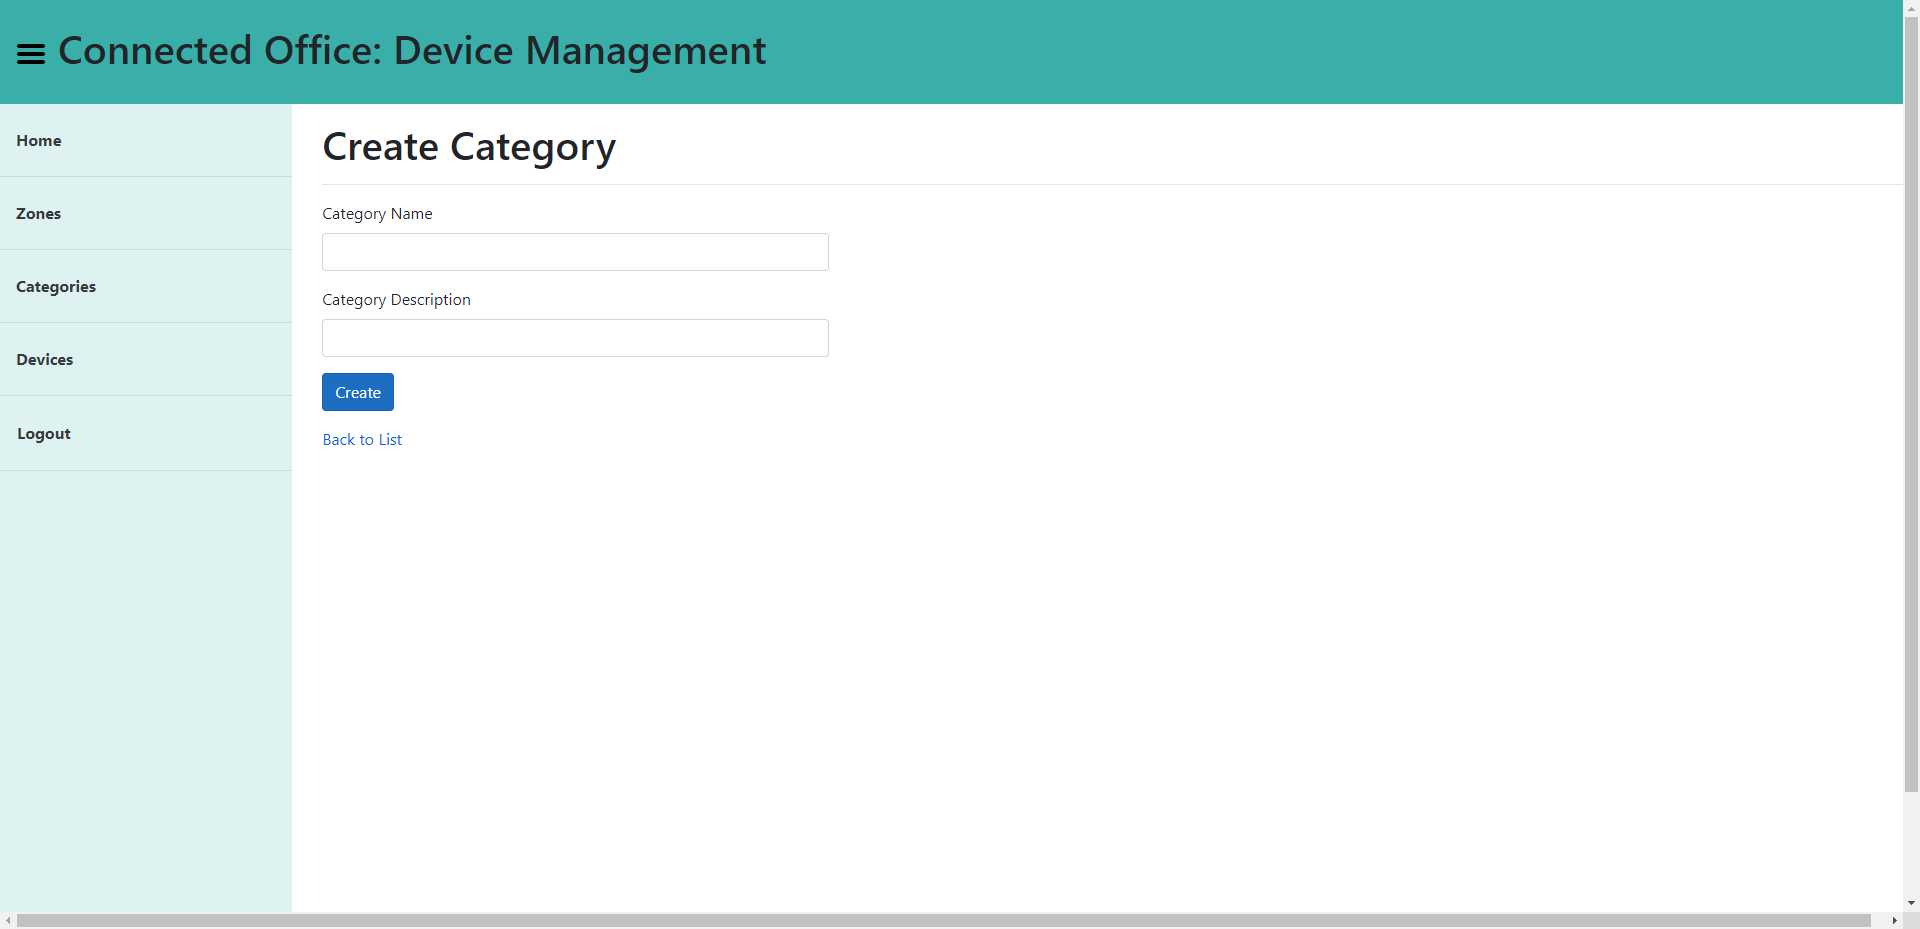 Connected Office: Device Management
Home
Zones
Categories
Devices
Logout
Create Category
Category Name
Category Description
Create
Back to List